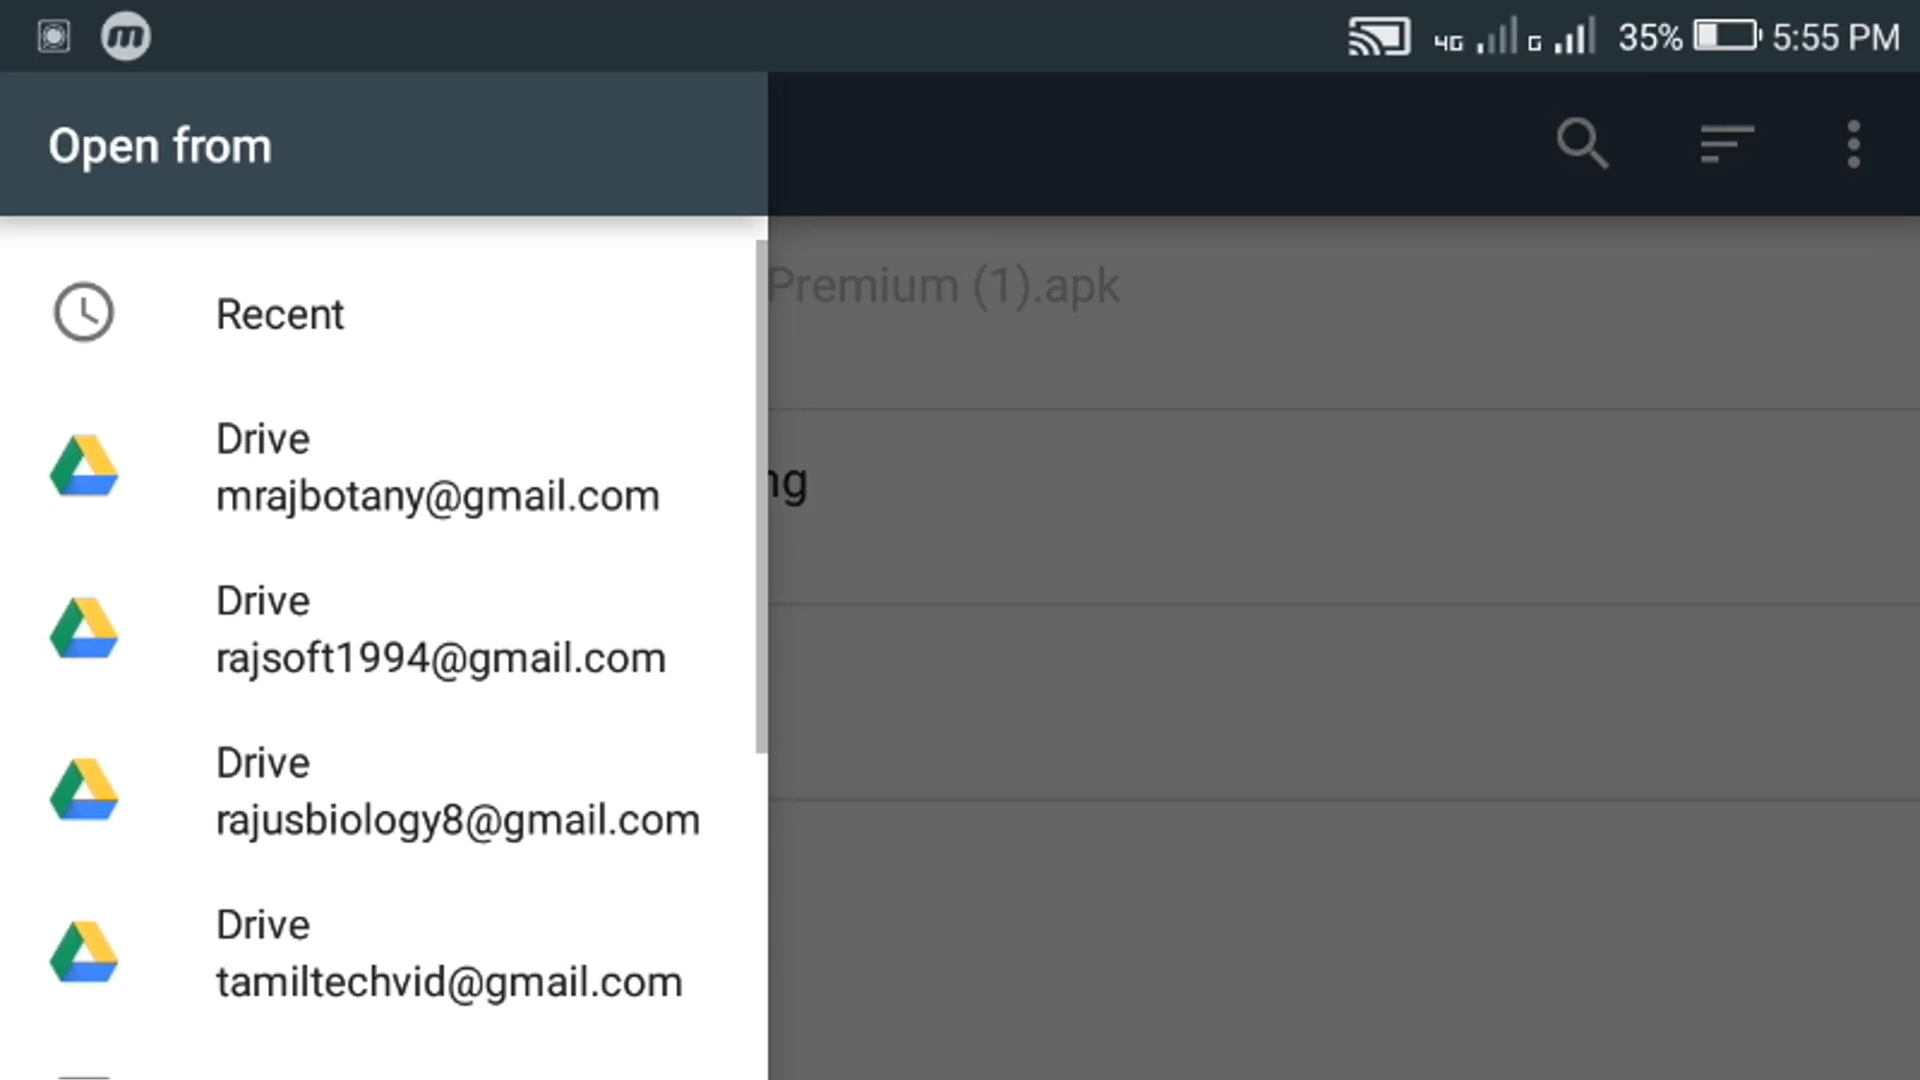 4G G 35% 5:55 PM
Open from
Premium (1).apk
Recent
Drive
mrajbotany@gmail.com
ng
Drive
rajsoft1994@gmail.com
Drive
rajusbiology8@gmail.com
Drive
tamiltechvid@gmail.com